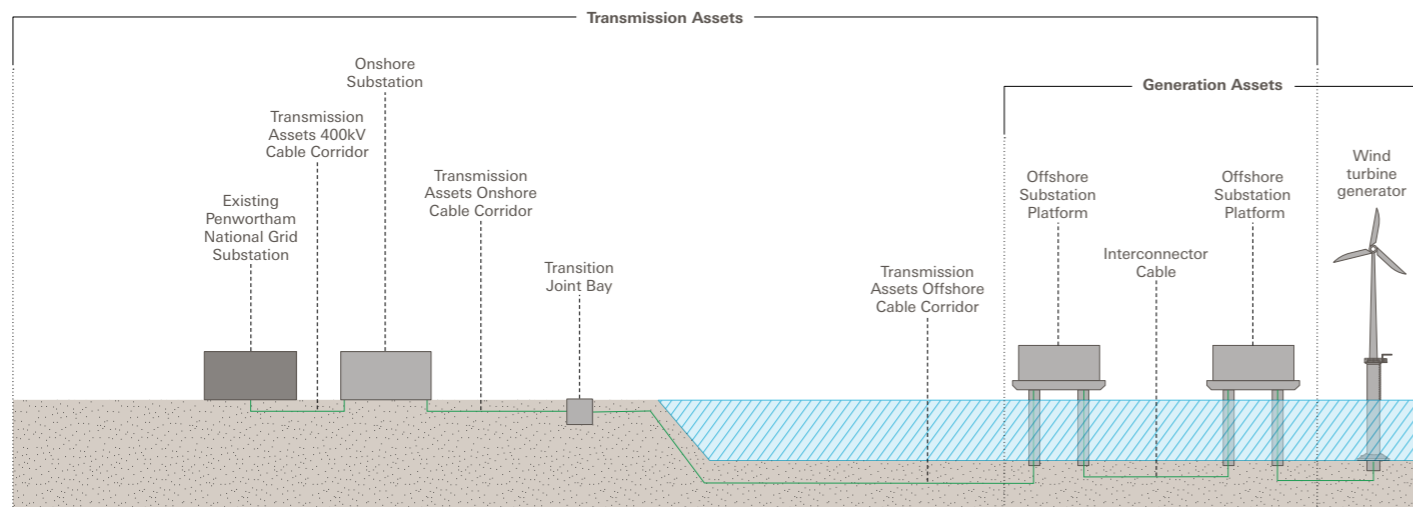 Transmission Assets
Generation Assets
Existing
Penwortham
National Grid
Substation
Transmission
Assets 400kV
Cable Corridor
Onshore
Substation
Transmission
Assets Onshore
Cable Corridor
Transition
Joint Bay
Transmission
Assets Offshore
Cable Corridor
Offshore
Substation
Platform
Interconnector
Cable
Offshore
Substation
Platform
Wind
turbine
generator